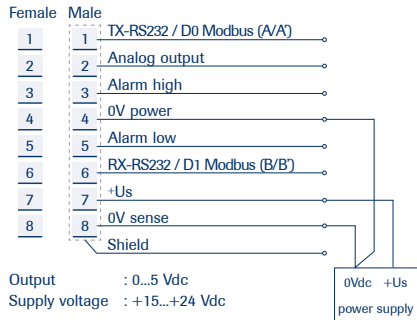 Female Male
1 1 TX-RS232 / D0 Modbus (A/A')
2 2 Analog output
3 3 Alarm high
4 4 0V power
5 5 Alarm low
6 6 RX-RS232 / D1 Modbus (B/B')
7 7 +Us
8 8 0V sense
Shield
Output : 0...5 Vdc
Supply voltage : +15...+24 Vdc
0Vdc +Us
power supply